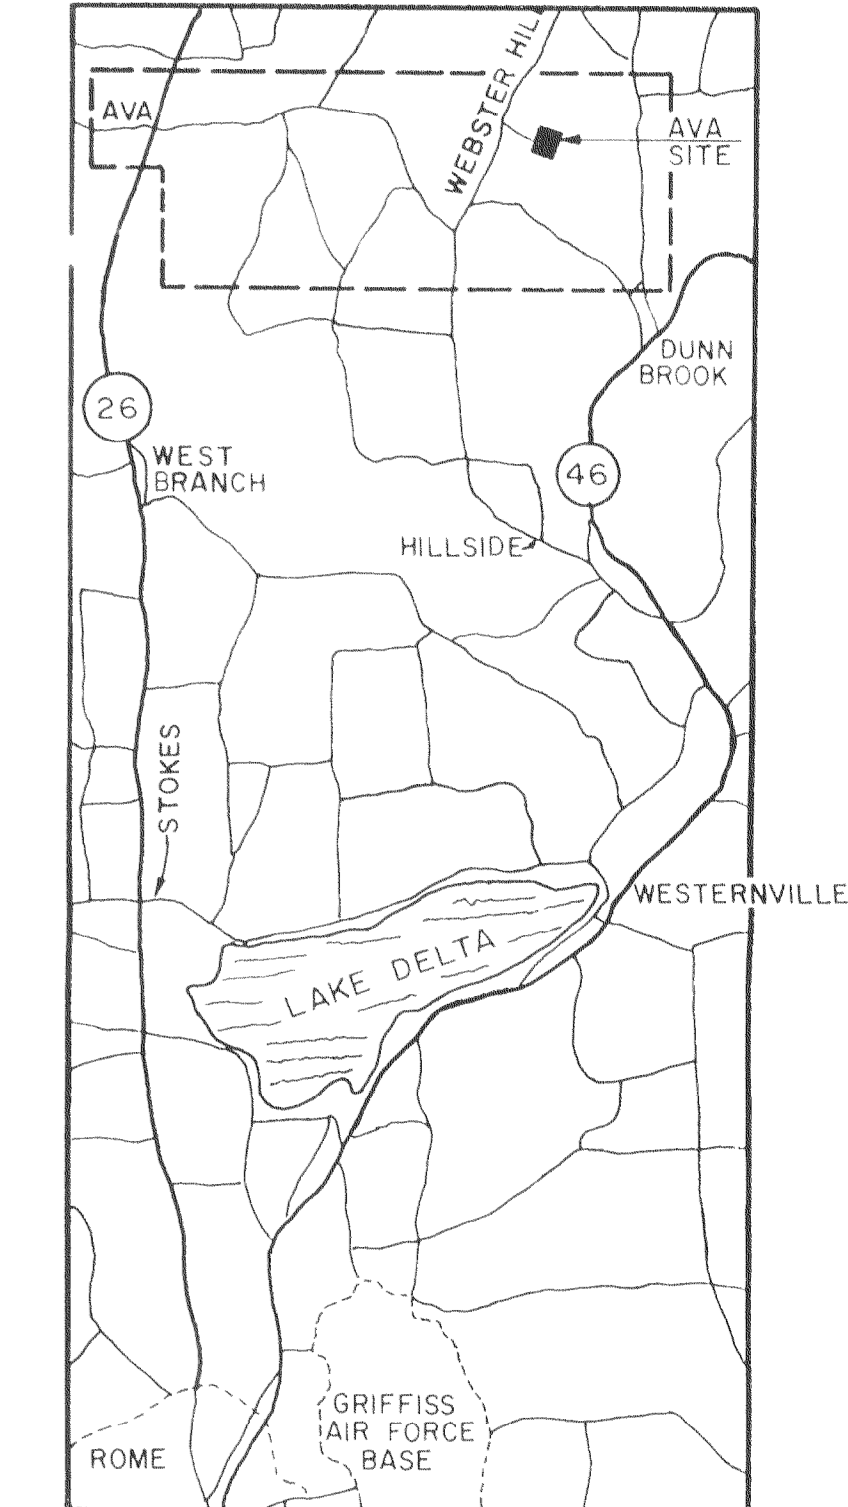 WEBSTER HIL
AVA
AVA
SITE
DUNN
BROOK
26
WEST
BRANCH
46
HILLSIDE
STOKES
WESTERNVILLE
LAKE DELTA
GRIFFISS
AIR FORCE
BASE
ROME